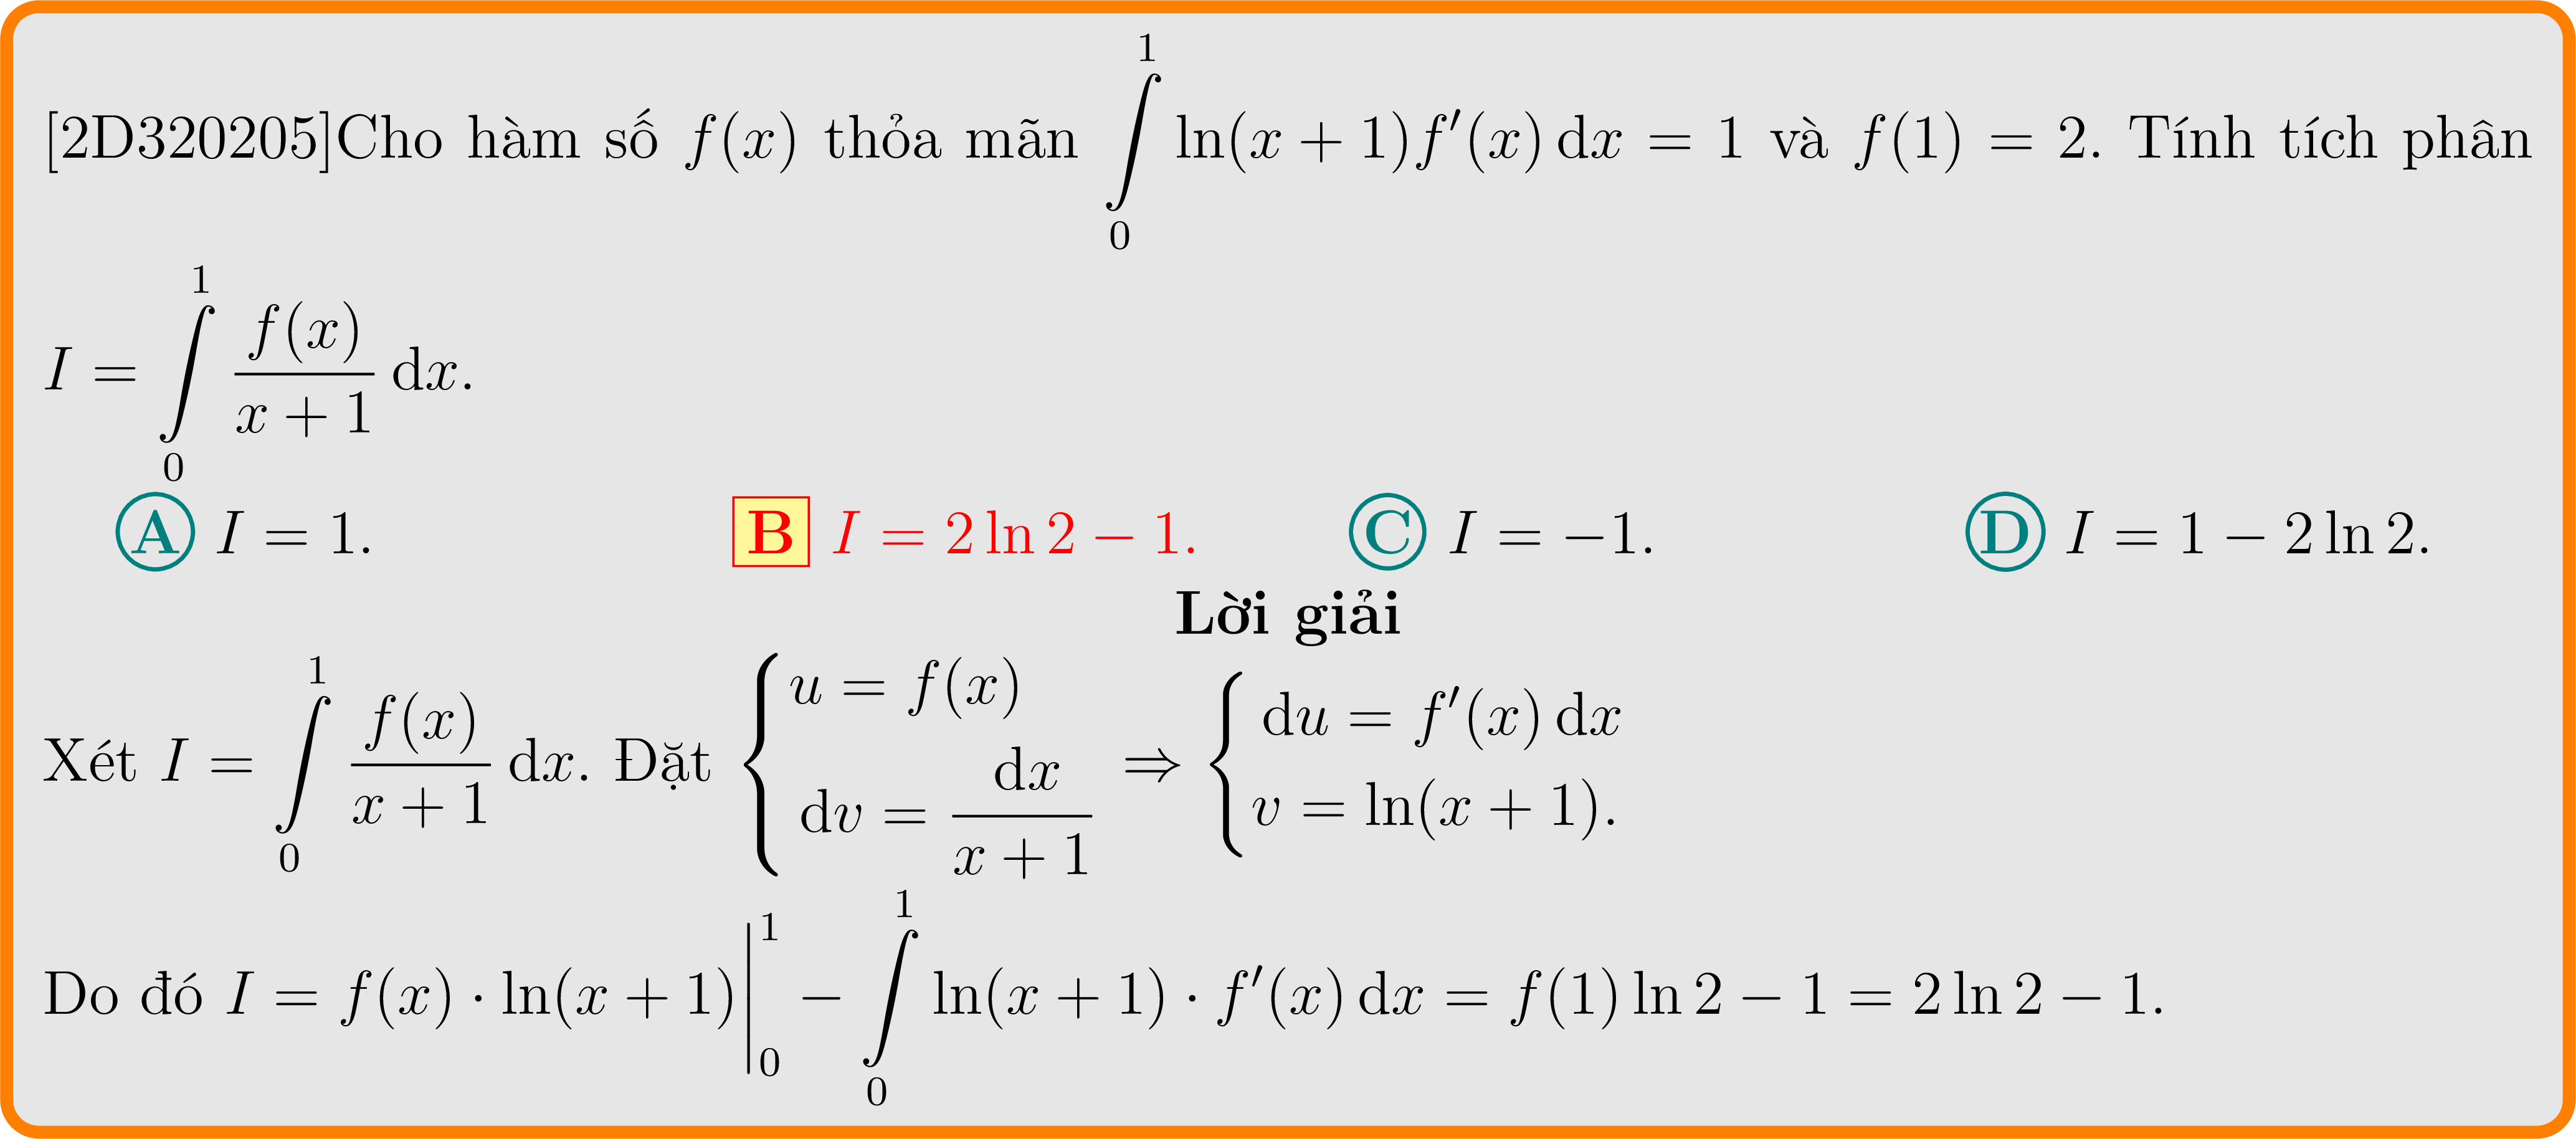 [2D320205]Cho hàm số $f(x)$ thỏa mãn $\int\limits_0^1 \ln(x+1)f'(x)\,\mathrm{d}x = 1$ và $f(1) = 2$. Tính tích phân
$I = \int\limits_0^1 \dfrac{f(x)}{x+1}\,\mathrm{d}x.$
A $I = 1.$ B $I = 2\ln 2 - 1.$ C $I = -1.$ D $I = 1 - 2\ln 2.$
Lời giải
Xét $I = \int\limits_0^1 \dfrac{f(x)}{x+1}\,\mathrm{d}x.$ Đặt $\begin{cases} u = f(x) \\ \mathrm{d}v = \dfrac{\mathrm{d}x}{x+1} \end{cases} \Rightarrow \begin{cases} \mathrm{d}u = f'(x)\,\mathrm{d}x \\ v = \ln(x+1). \end{cases}$
Do đó $I = f(x) \cdot \ln(x+1)\Big|_0^1 - \int\limits_0^1 \ln(x+1) \cdot f'(x)\,\mathrm{d}x = f(1)\ln 2 - 1 = 2\ln 2 - 1.$